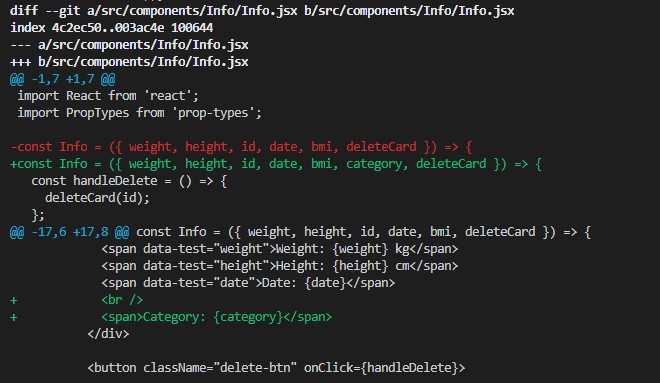 diff --git a/src/components/Info/Info.jsx b/src/components/Info/Info.jsx
index 4c2ec50..003ac4e 100644
--- a/src/components/Info/Info.jsx
+++ b/src/components/Info/Info.jsx
@@ -1,7 +1,7 @@
 import React from 'react';
 import PropTypes from 'prop-types';

-const Info = ({ weight, height, id, date, bmi, deleteCard }) => {
+const Info = ({ weight, height, id, date, bmi, category, deleteCard }) => {
   const handleDelete = () => {
     deleteCard(id);
   };
@@ -17,6 +17,8 @@ const Info = ({ weight, height, id, date, bmi, deleteCard }) => {
             <span data-test="weight">Weight: {weight} kg</span>
             <span data-test="height">Height: {height} cm</span>
             <span data-test="date">Date: {date}</span>
+            <br />
+            <span>Category: {category}</span>
           </div>

           <button className="delete-btn" onClick={handleDelete}>